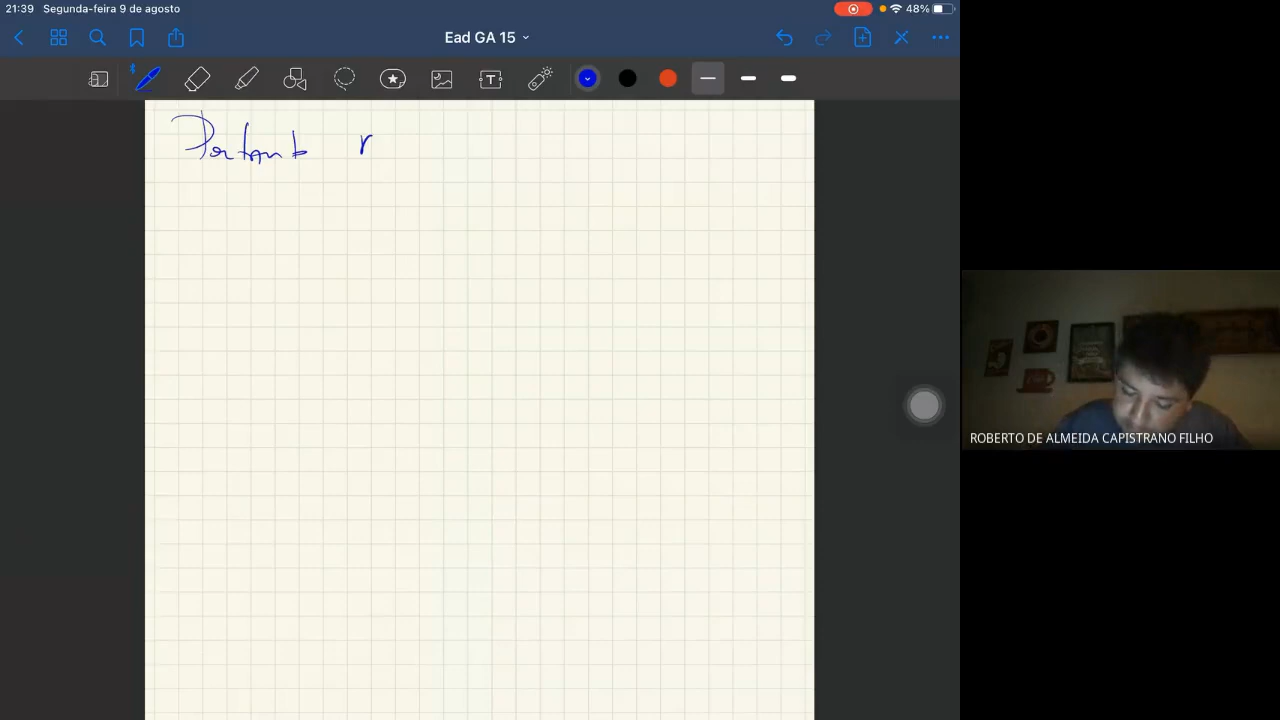 21:39 Segunda-feira 9 de agosto 48%
Ead GA 15
T
Portanto r
ROBERTO DE ALMEIDA CAPISTRANO FILHO